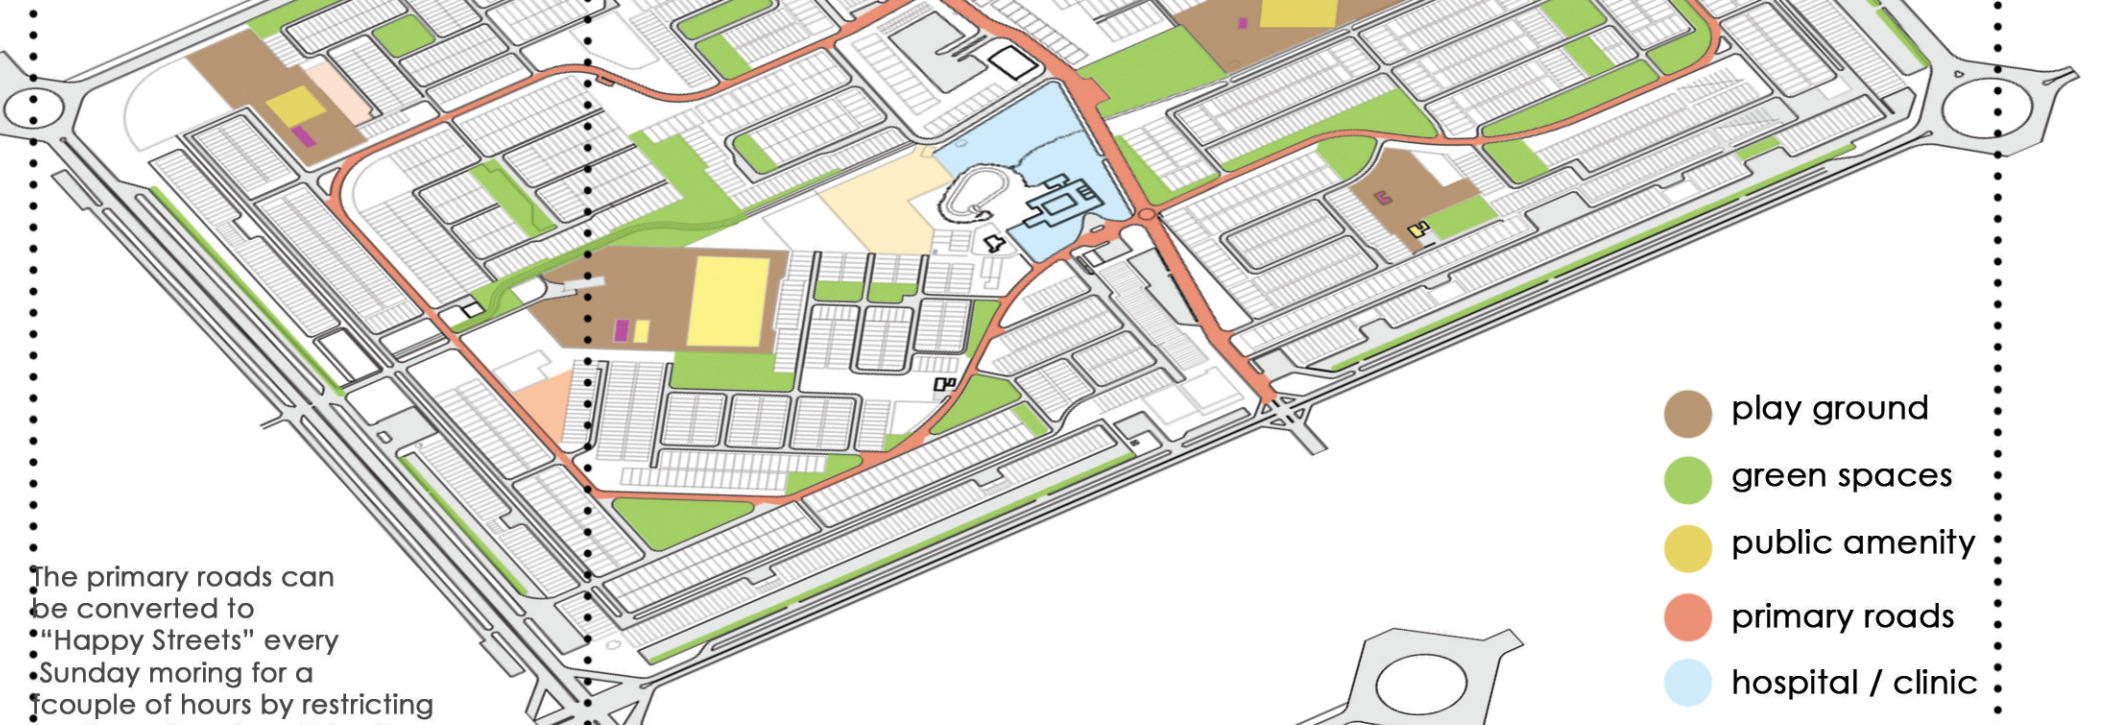 play ground
green spaces
public amenity
primary roads
hospital / clinic
The primary roads can
be converted to
“Happy Streets” every
Sunday moring for a
fcouple of hours by restricting